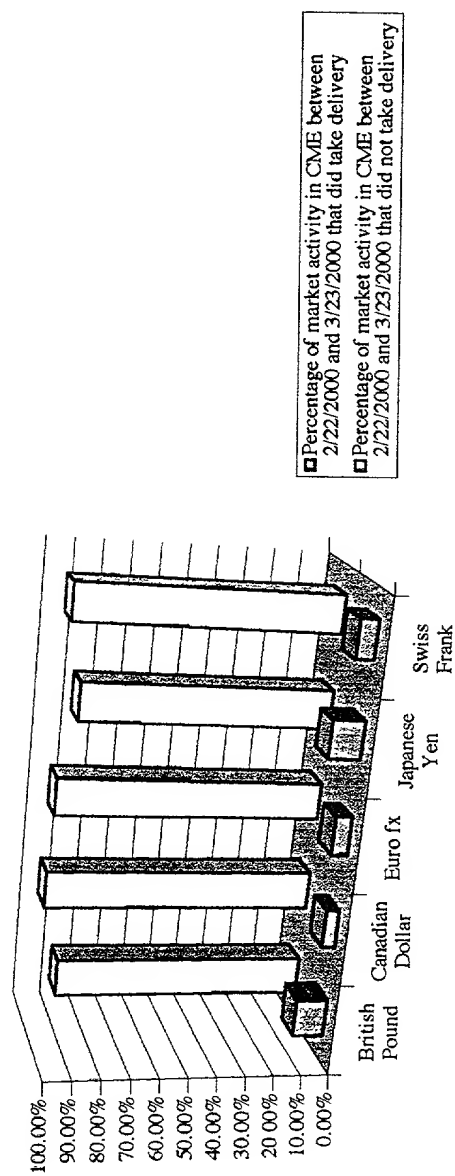 100.00%
90.00%
80.00%
70.00%
60.00%
50.00%
40.00%
30.00%
20.00%
10.00%
0.00%
British
Pound
Canadian
Dollar
Euro fx
Japanese
Yen
Swiss
Frank
Percentage of market activity in CME between
2/22/2000 and 3/23/2000 that did take delivery
Percentage of market activity in CME between
2/22/2000 and 3/23/2000 that did not take delivery